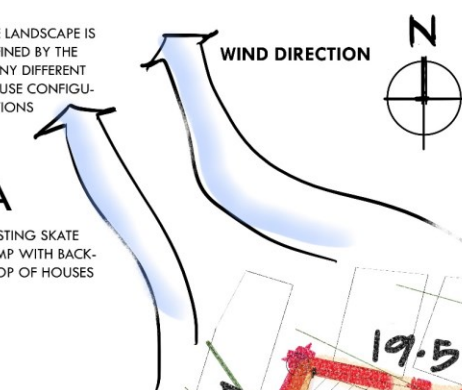 LANDSCAPE IS
INED BY THE
NY DIFFERENT
USE CONFIGU-
TIONS
WIND DIRECTION
N
A
STING SKATE
MP WITH BACK-
OP OF HOUSES
19.5